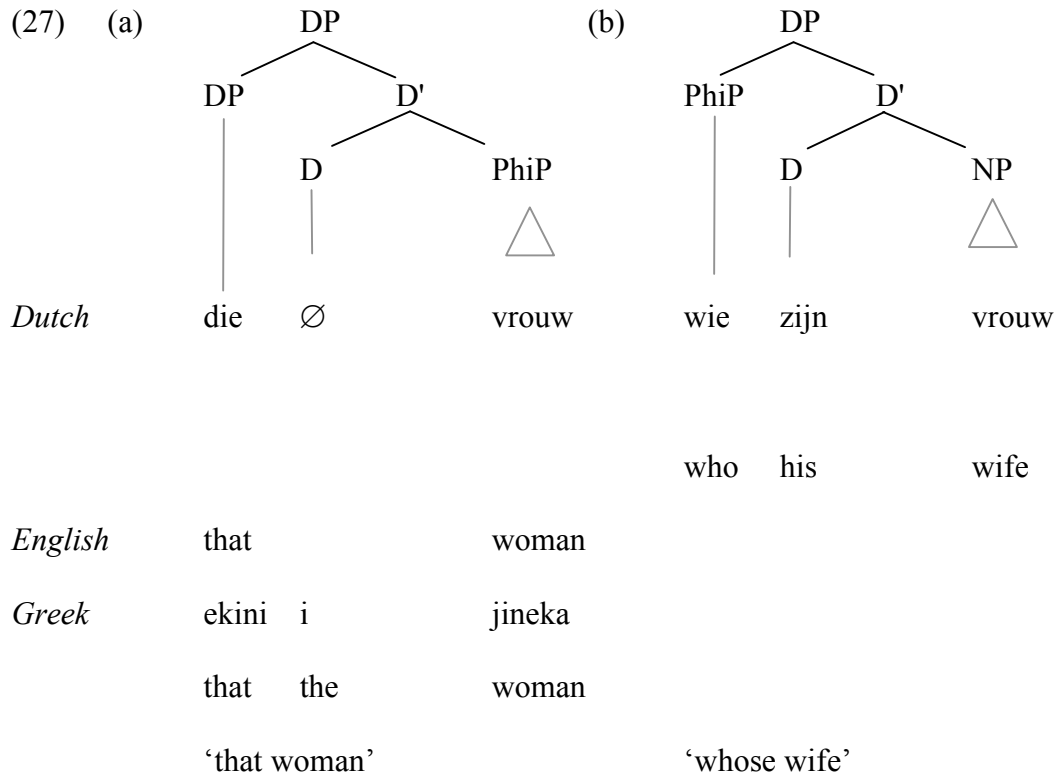 (27) (a) DP (b) DP
DP D' PhiP D'
D PhiP D NP
Dutch die ∅ vrouw wie zijn vrouw
who his wife
English that woman
Greek ekini i jineka
that the woman
‘that woman’ ‘whose wife’